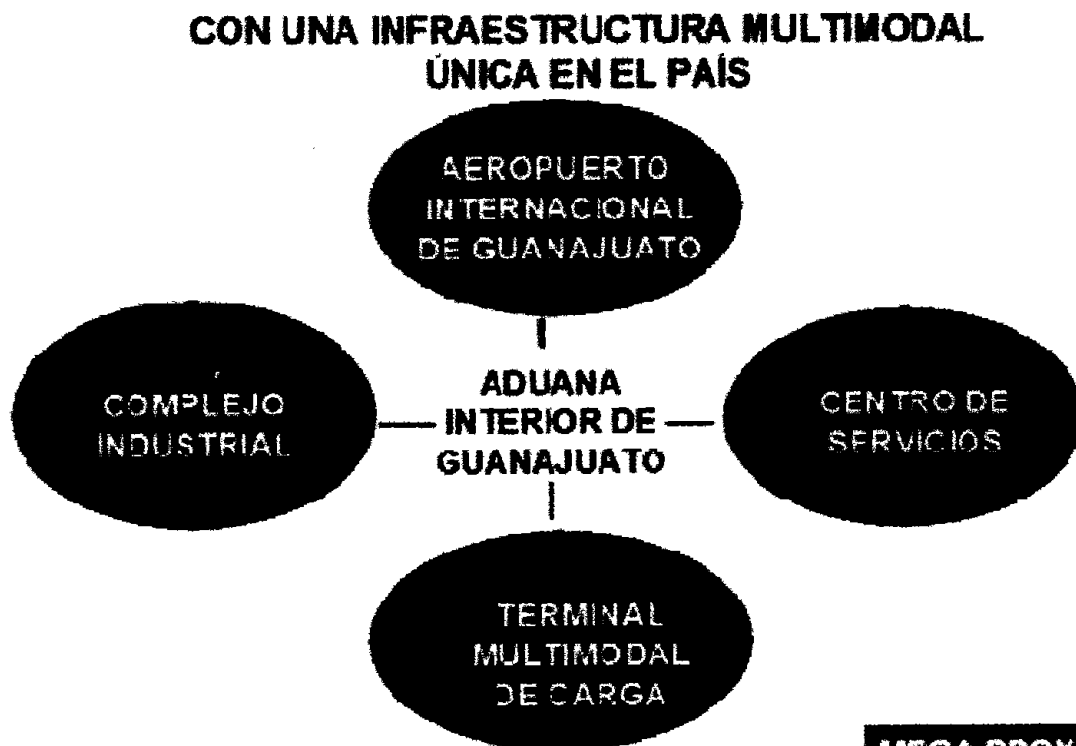 CON UNA INFRAESTRUCTURA MULTIMODAL
ÚNICA EN EL PAÍS
AEROPUERTO
INTERNACIONAL
DE GUANAJUATO
COMPLEJO
INDUSTRIAL
ADUANA
INTERIOR DE
GUANAJUATO
CENTRO DE
SERVICIOS
TERMINAL
MULTIMODAL
DE CARGA
MEGA